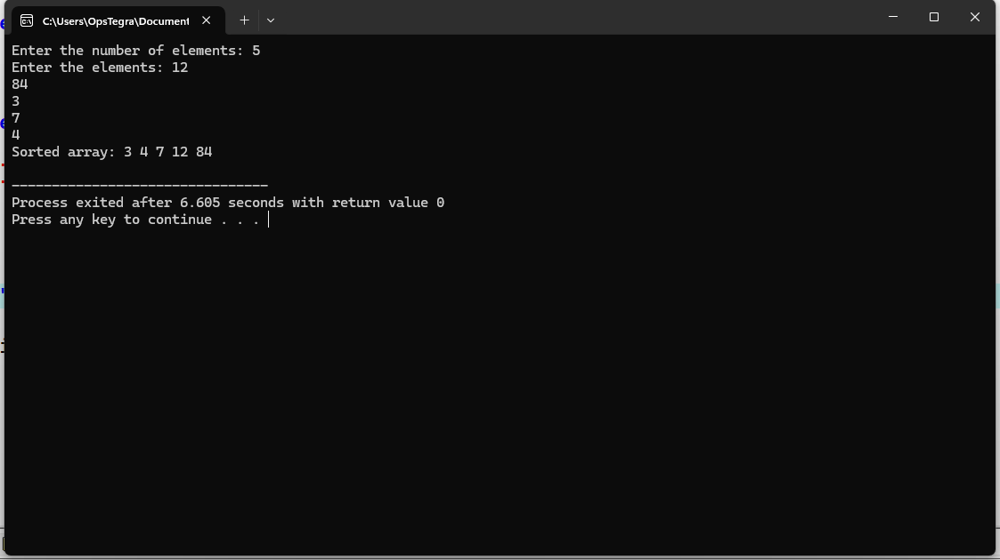 C:\Users\OpsTegra\Document
Enter the number of elements: 5
Enter the elements: 12
84
3
7
4
Sorted array: 3 4 7 12 84
--------------------------------
Process exited after 6.605 seconds with return value 0
Press any key to continue . . .